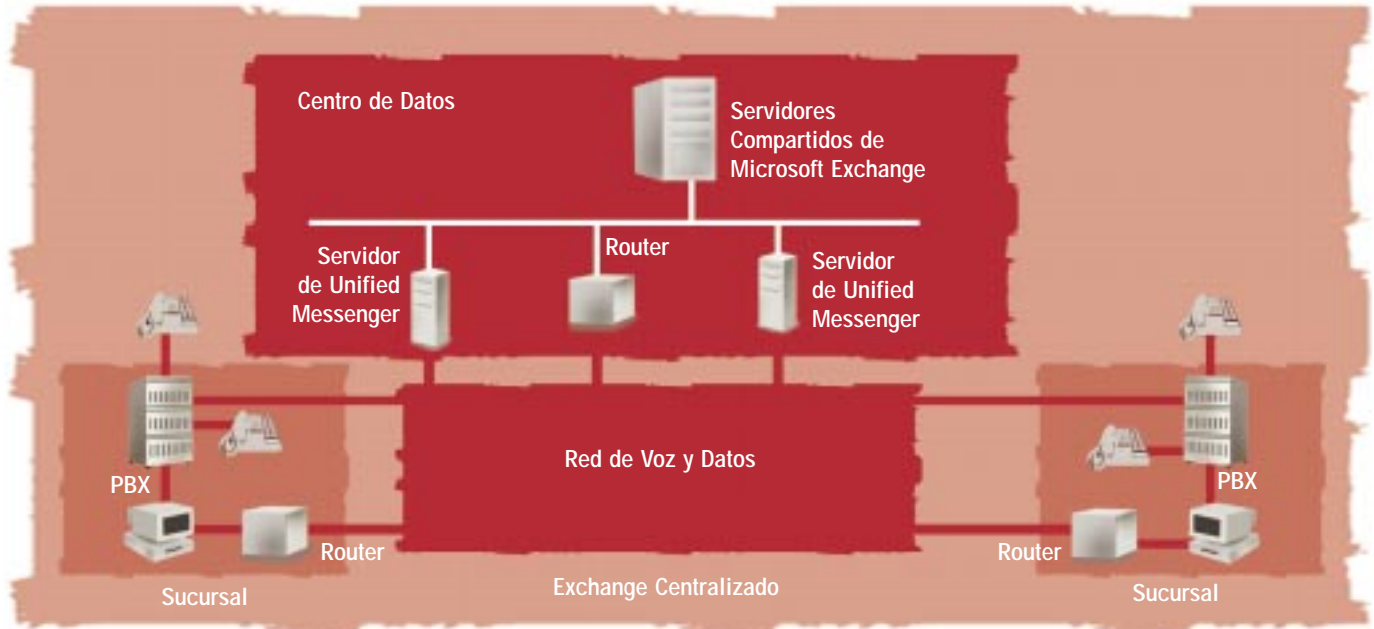 Centro de Datos
Servidores
Compartidos de
Microsoft Exchange
Servidor
de Unified
Messenger
Router
Servidor
de Unified
Messenger
Red de Voz y Datos
PBX
PBX
Router
Router
Sucursal
Exchange Centralizado
Sucursal